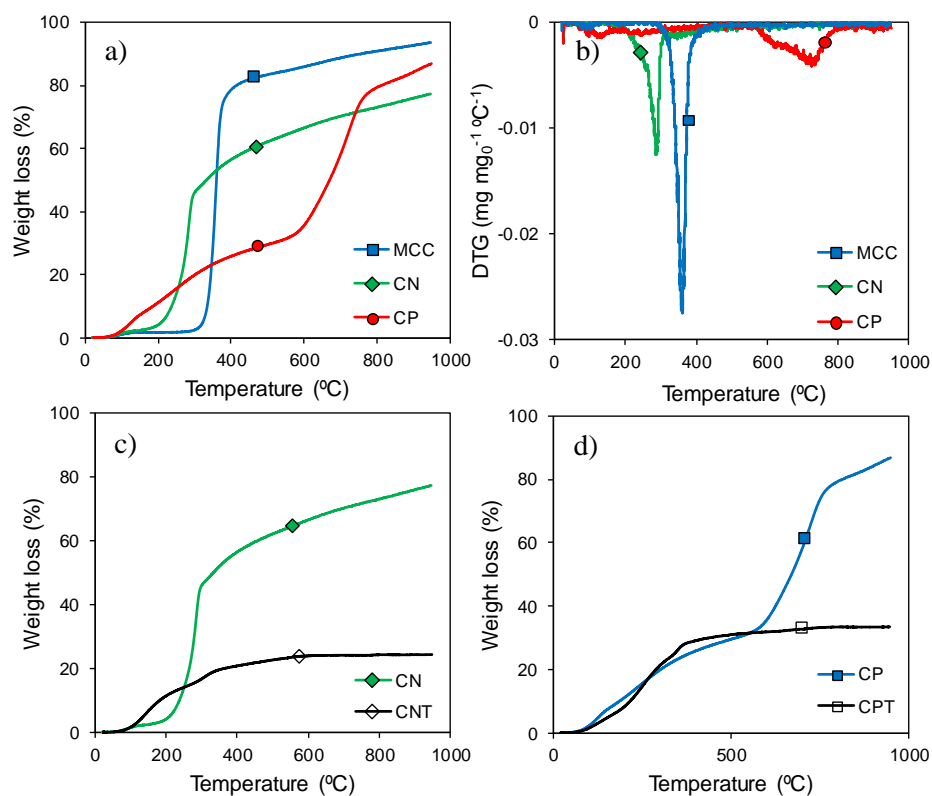 a)
Weight loss (%)
100
80
60
40
20
0
MCC
CN
CP
0 200 400 600 800 1000
Temperature (ºC)
b)
DTG (mg mg0-1 ºC-1)
0
-0.01
-0.02
-0.03
MCC
CN
CP
0 200 400 600 800 1000
Temperature (ºC)
c)
Weight loss (%)
100
80
60
40
20
0
CN
CNT
0 200 400 600 800 1000
Temperature (ºC)
d)
Weight loss (%)
100
80
60
40
20
0
CP
CPT
0 500 1000
Temperature (ºC)